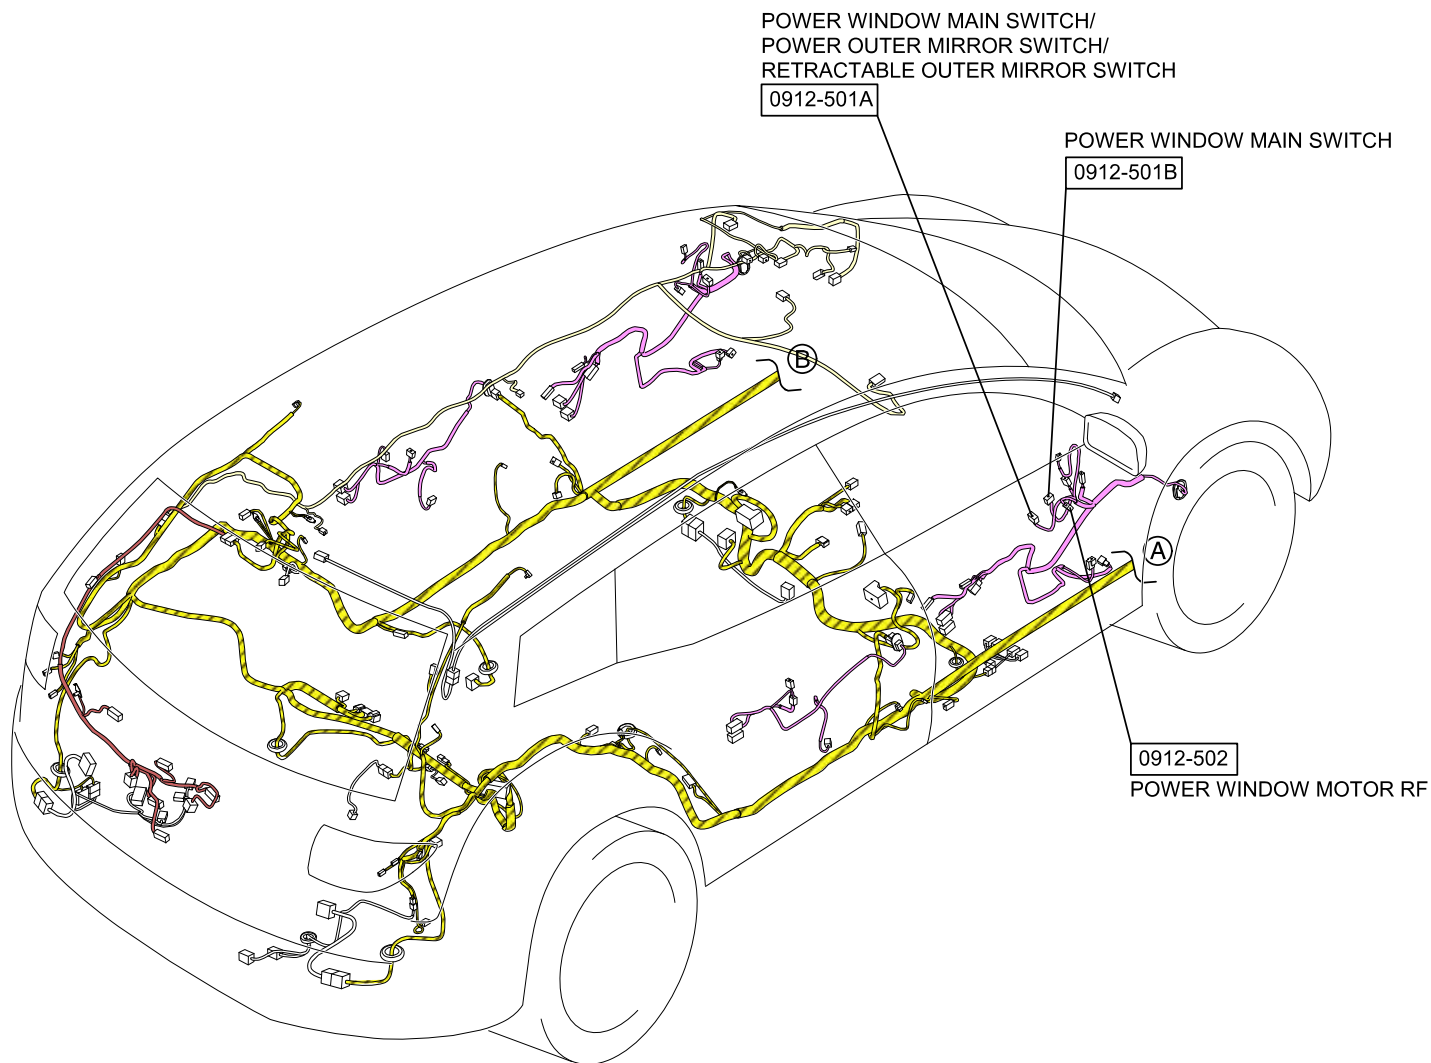 POWER WINDOW MAIN SWITCH/
POWER OUTER MIRROR SWITCH/
RETRACTABLE OUTER MIRROR SWITCH
0912-501A
POWER WINDOW MAIN SWITCH
0912-501B
B
A
0912-502
POWER WINDOW MOTOR RF